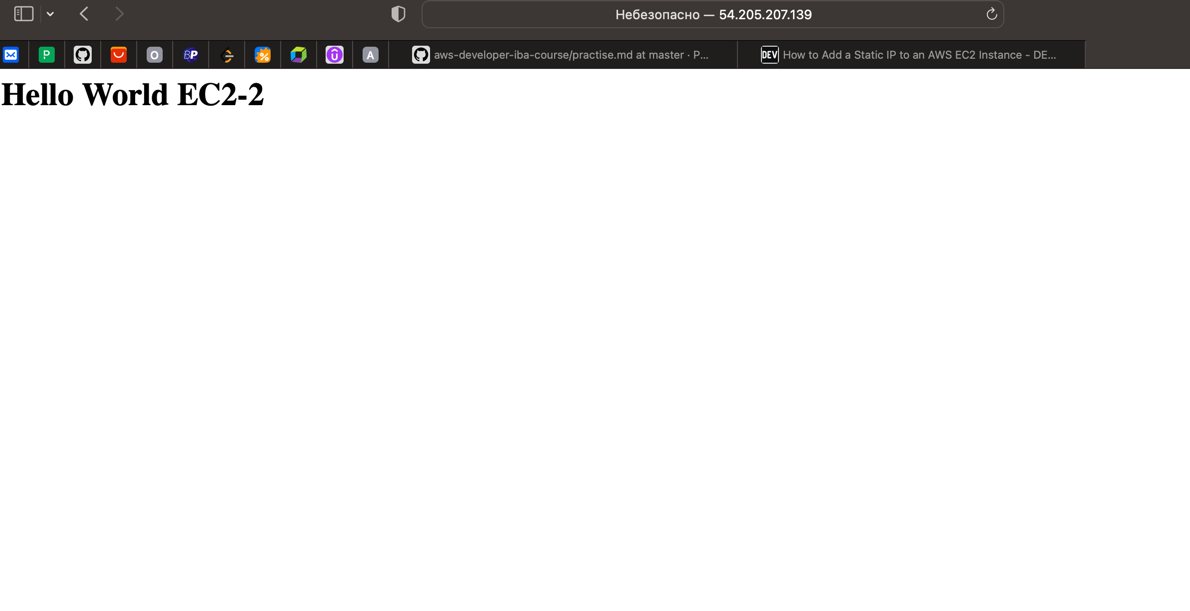 Небезопасно — 54.205.207.139
P
O
BP
A
aws-developer-iba-course/practise.md at master · P...
DEV
How to Add a Static IP to an AWS EC2 Instance - DE...
Hello World EC2-2